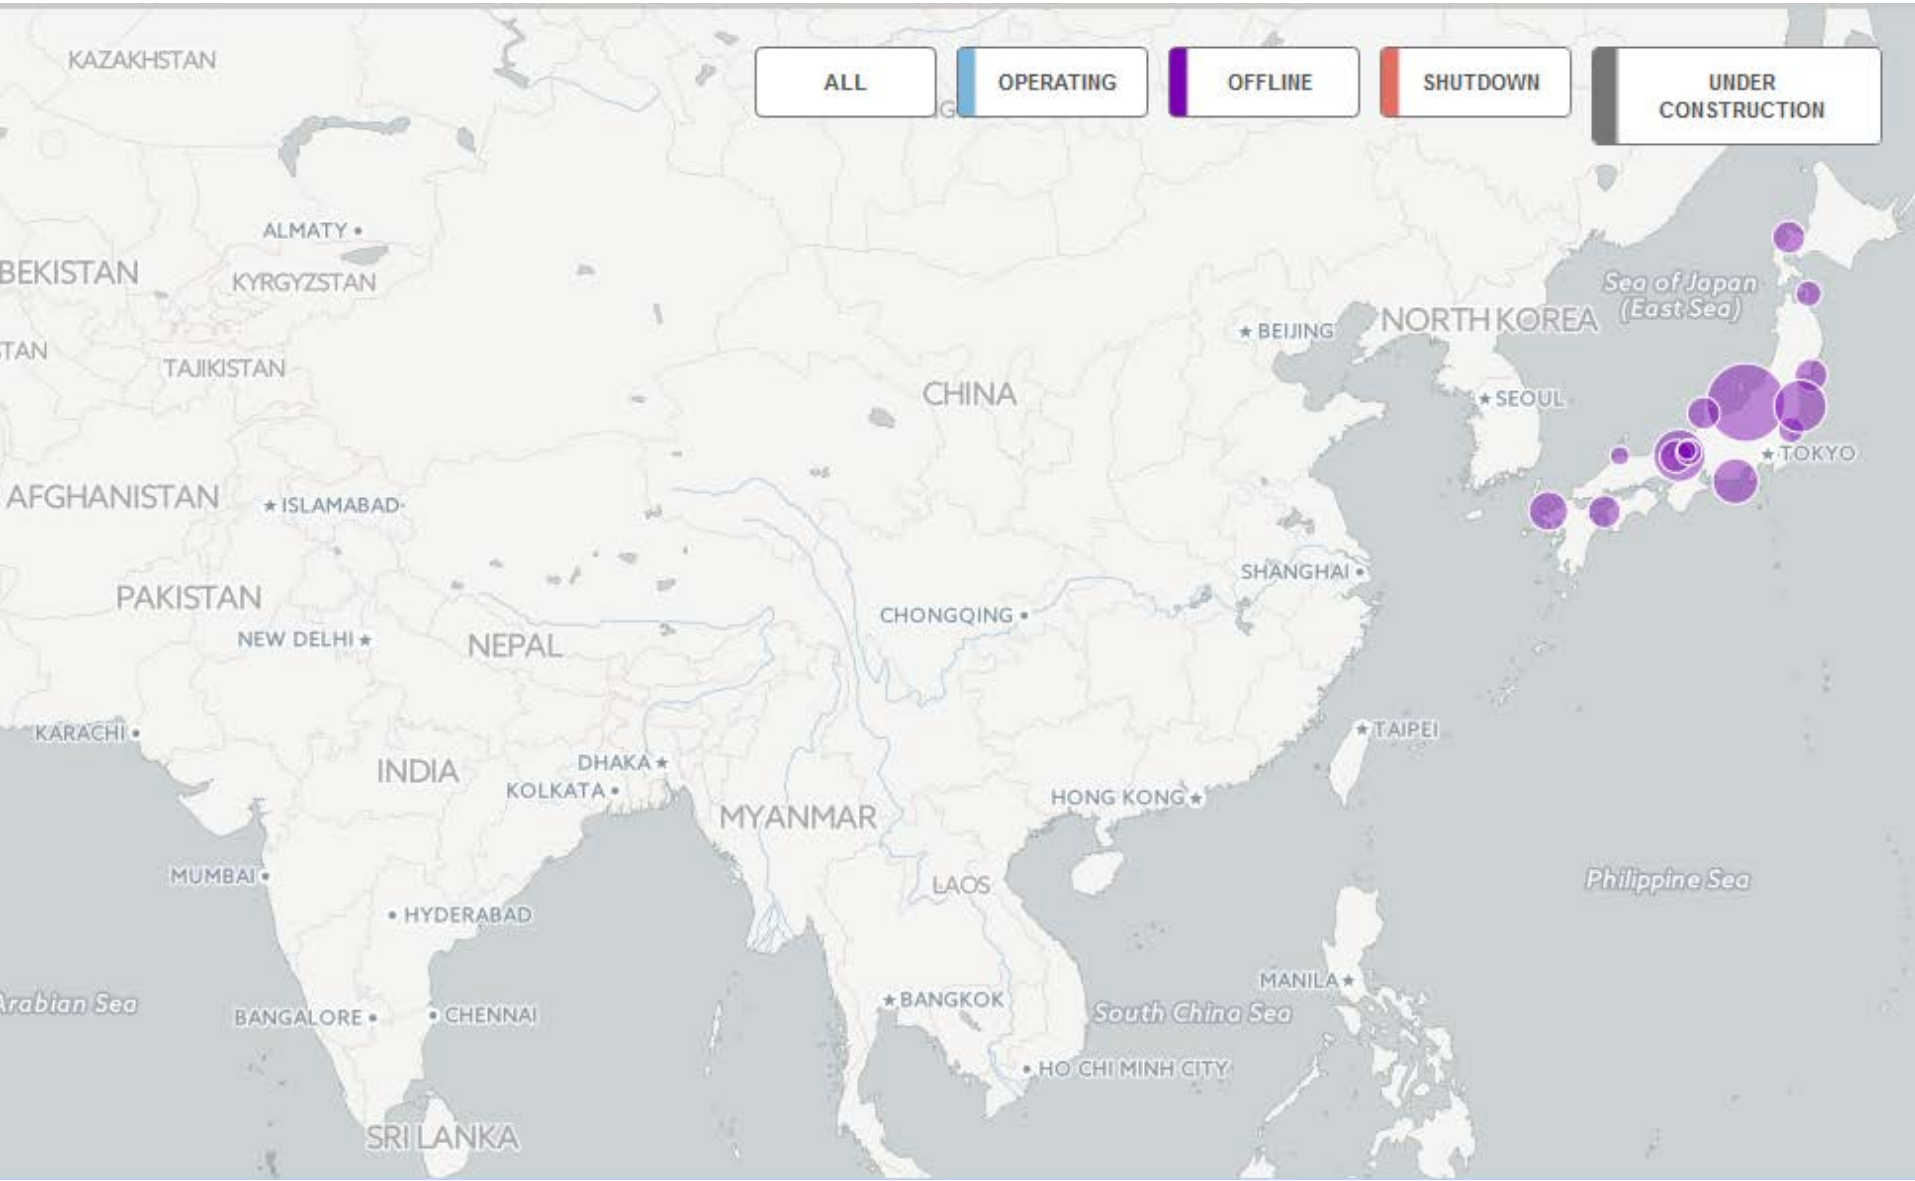 KAZAKHSTAN
ALL
OPERATING
OFFLINE
SHUTDOWN
UNDER
CONSTRUCTION
ALMATY
BEKISTAN
KYRGYZSTAN
Sea of Japan
(East Sea)
NORTH KOREA
BEIJING
TAN
TAJIKISTAN
CHINA
SEOUL
TOKYO
AFGHANISTAN
ISLAMABAD
SHANGHAI
PAKISTAN
CHONGQING
NEW DELHI
NEPAL
KARACHI
TAIPEI
INDIA
DHAKA
KOLKATA
HONG KONG
MYANMAR
MUMBAI
LAOS
Philippine Sea
HYDERABAD
MANILA
Arabian Sea
BANGKOK
BANGALORE
CHENNAI
South China Sea
HO CHI MINH CITY
SRI LANKA